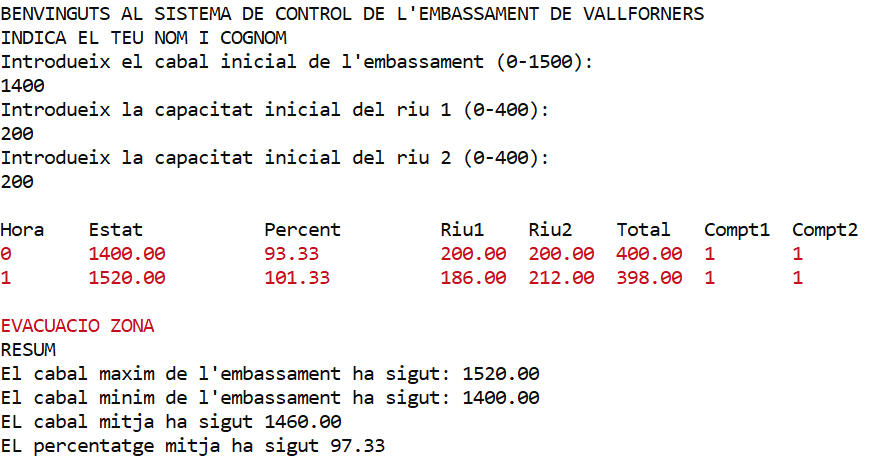 BENVINGUTS AL SISTEMA DE CONTROL DE L'EMBASSAMENT DE VALLFORNERS
INDICA EL TEU NOM I COGNOM
Introdueix el cabal inicial de l'embassament (0-1500):
1400
Introdueix la capacitat inicial del riu 1 (0-400):
200
Introdueix la capacitat inicial del riu 2 (0-400):
200
Hora Estat Percent Riu1 Riu2 Total Compt1 Compt2
0 1400.00 93.33 200.00 200.00 400.00 1 1
1 1520.00 101.33 186.00 212.00 398.00 1 1
EVACUACIO ZONA
RESUM
El cabal maxim de l'embassament ha sigut: 1520.00
El cabal minim de l'embassament ha sigut: 1400.00
EL cabal mitja ha sigut 1460.00
EL percentatge mitja ha sigut 97.33